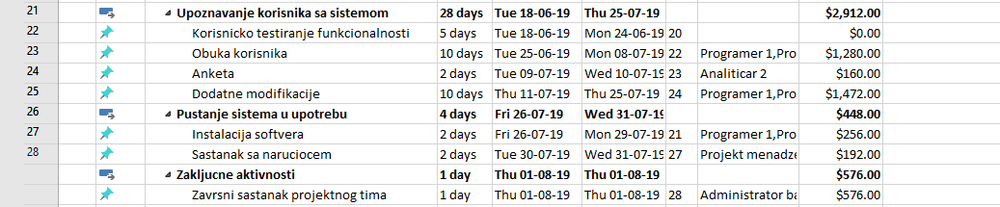 21 Upoznavanje korisnika sa sistemom 28 days Tue 18-06-19 Thu 25-07-19 $2,912.00
22 Korisnicko testiranje funkcionalnosti 5 days Tue 18-06-19 Mon 24-06-19 20 $0.00
23 Obuka korisnika 10 days Tue 25-06-19 Mon 08-07-19 22 Programer 1,Pro $1,280.00
24 Anketa 2 days Tue 09-07-19 Wed 10-07-19 23 Analiticar 2 $160.00
25 Dodatne modifikacije 10 days Thu 11-07-19 Thu 25-07-19 24 Programer 1,Pro $1,472.00
26 Pustanje sistema u upotrebu 4 days Fri 26-07-19 Wed 31-07-19 $448.00
27 Instalacija softvera 2 days Fri 26-07-19 Mon 29-07-19 21 Programer 1,Pro $256.00
28 Sastanak sa naruciocem 2 days Tue 30-07-19 Wed 31-07-19 27 Projekt menadze $192.00
Zakljucne aktivnosti 1 day Thu 01-08-19 Thu 01-08-19 $576.00
Zavrsni sastanak projektnog tima 1 day Thu 01-08-19 Thu 01-08-19 28 Administrator ba $576.00